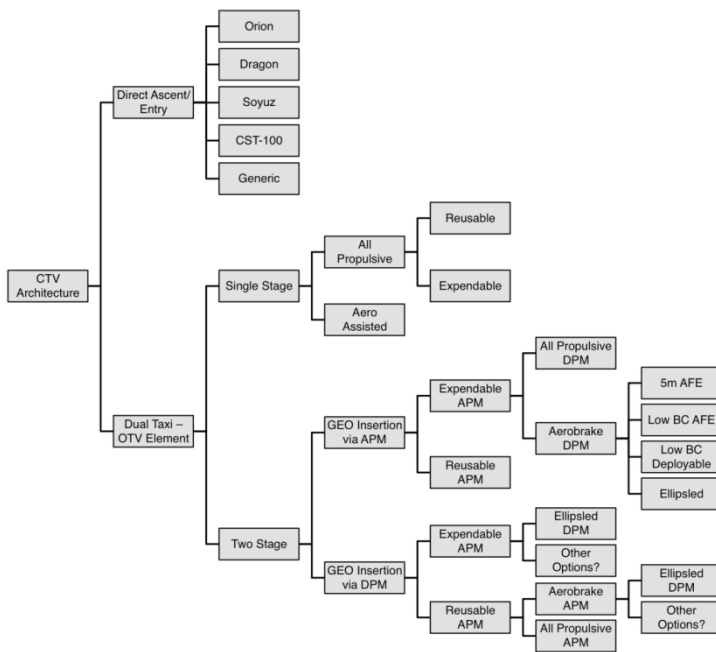 Orion
Dragon
Direct Ascent/
Entry
Soyuz
CST-100
Generic
CTV
Architecture
Dual Taxi –
OTV Element
Single Stage
All
Propulsive
Reusable
Expendable
Aero
Assisted
Two Stage
GEO Insertion
via APM
Expendable
APM
All Propulsive
DPM
Aerobrake
DPM
5m AFE
Low BC AFE
Low BC
Deployable
Ellipsled
Reusable
APM
GEO Insertion
via DPM
Expendable
APM
Ellipsled
DPM
Other
Options?
Reusable
APM
Aerobrake
APM
Ellipsled
DPM
Other
Options?
All Propulsive
APM